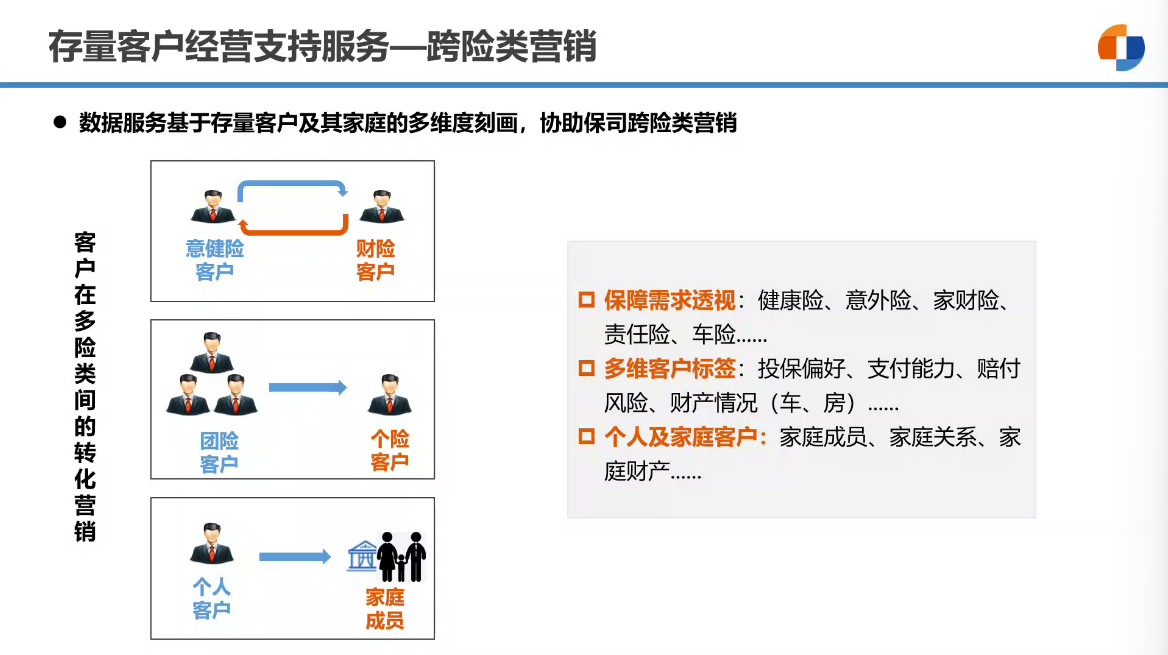 存量客户经营支持服务—跨险类营销
● 数据服务基于存量客户及其家庭的多维度刻画，协助保司跨险类营销
客户在多险类间的转化营销
意健险
客户
财险
客户
团险
客户
个险
客户
个人
客户
家庭
成员
保障需求透视：健康险、意外险、家财险、
责任险、车险......
多维客户标签：投保偏好、支付能力、赔付
风险、财产情况（车、房）......
个人及家庭客户：家庭成员、家庭关系、家
庭财产......